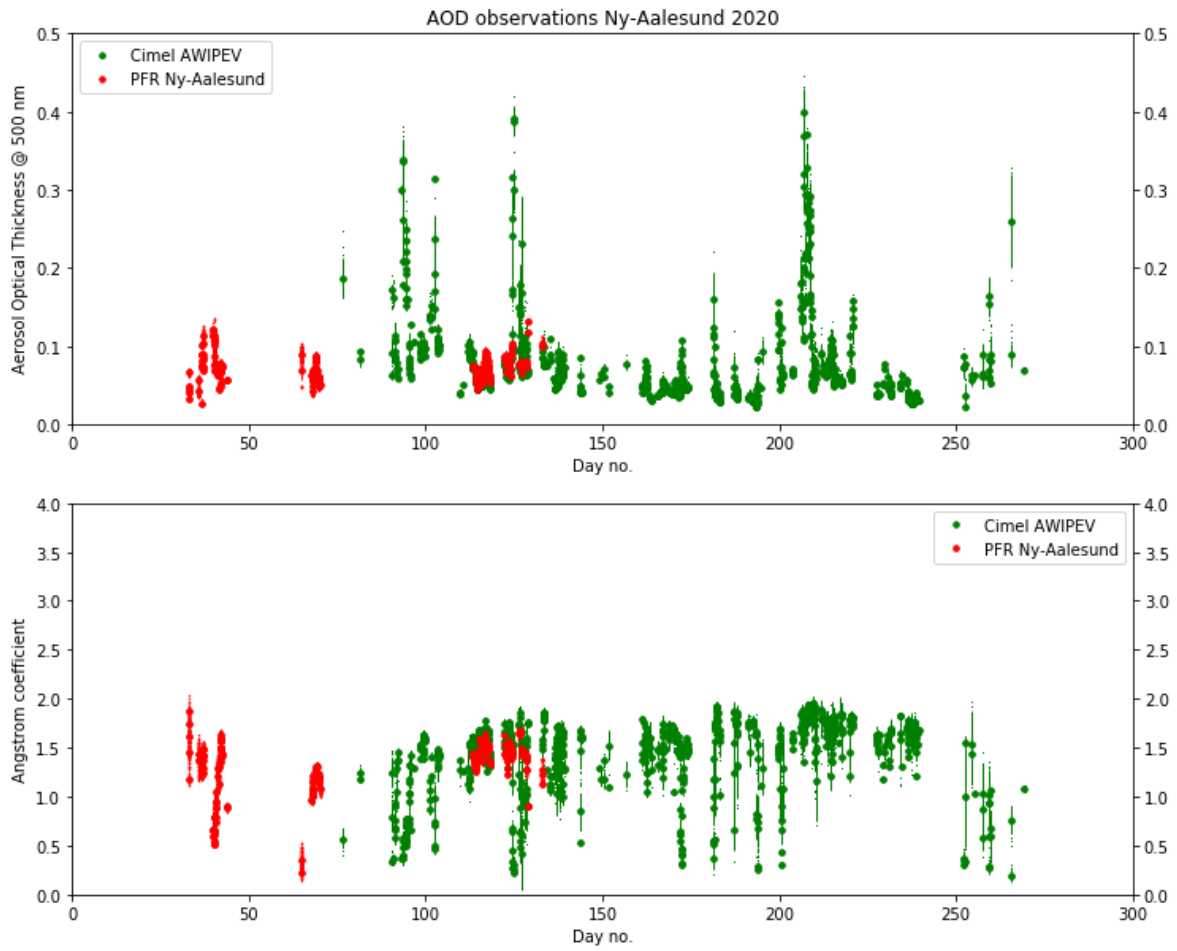 AOD observations Ny-Aalesund 2020
Aerosol Optical Thickness @ 500 nm
0.5
0.4
0.3
0.2
0.1
0.0
Cimel AWIPEV
PFR Ny-Aalesund
0.5
0.4
0.3
0.2
0.1
0.0
0 50 100 150 200 250 300
Day no.
Angstrom coefficient
4.0
3.5
3.0
2.5
2.0
1.5
1.0
0.5
0.0
Cimel AWIPEV
PFR Ny-Aalesund
4.0
3.5
3.0
2.5
2.0
1.5
1.0
0.5
0.0
0 50 100 150 200 250 300
Day no.